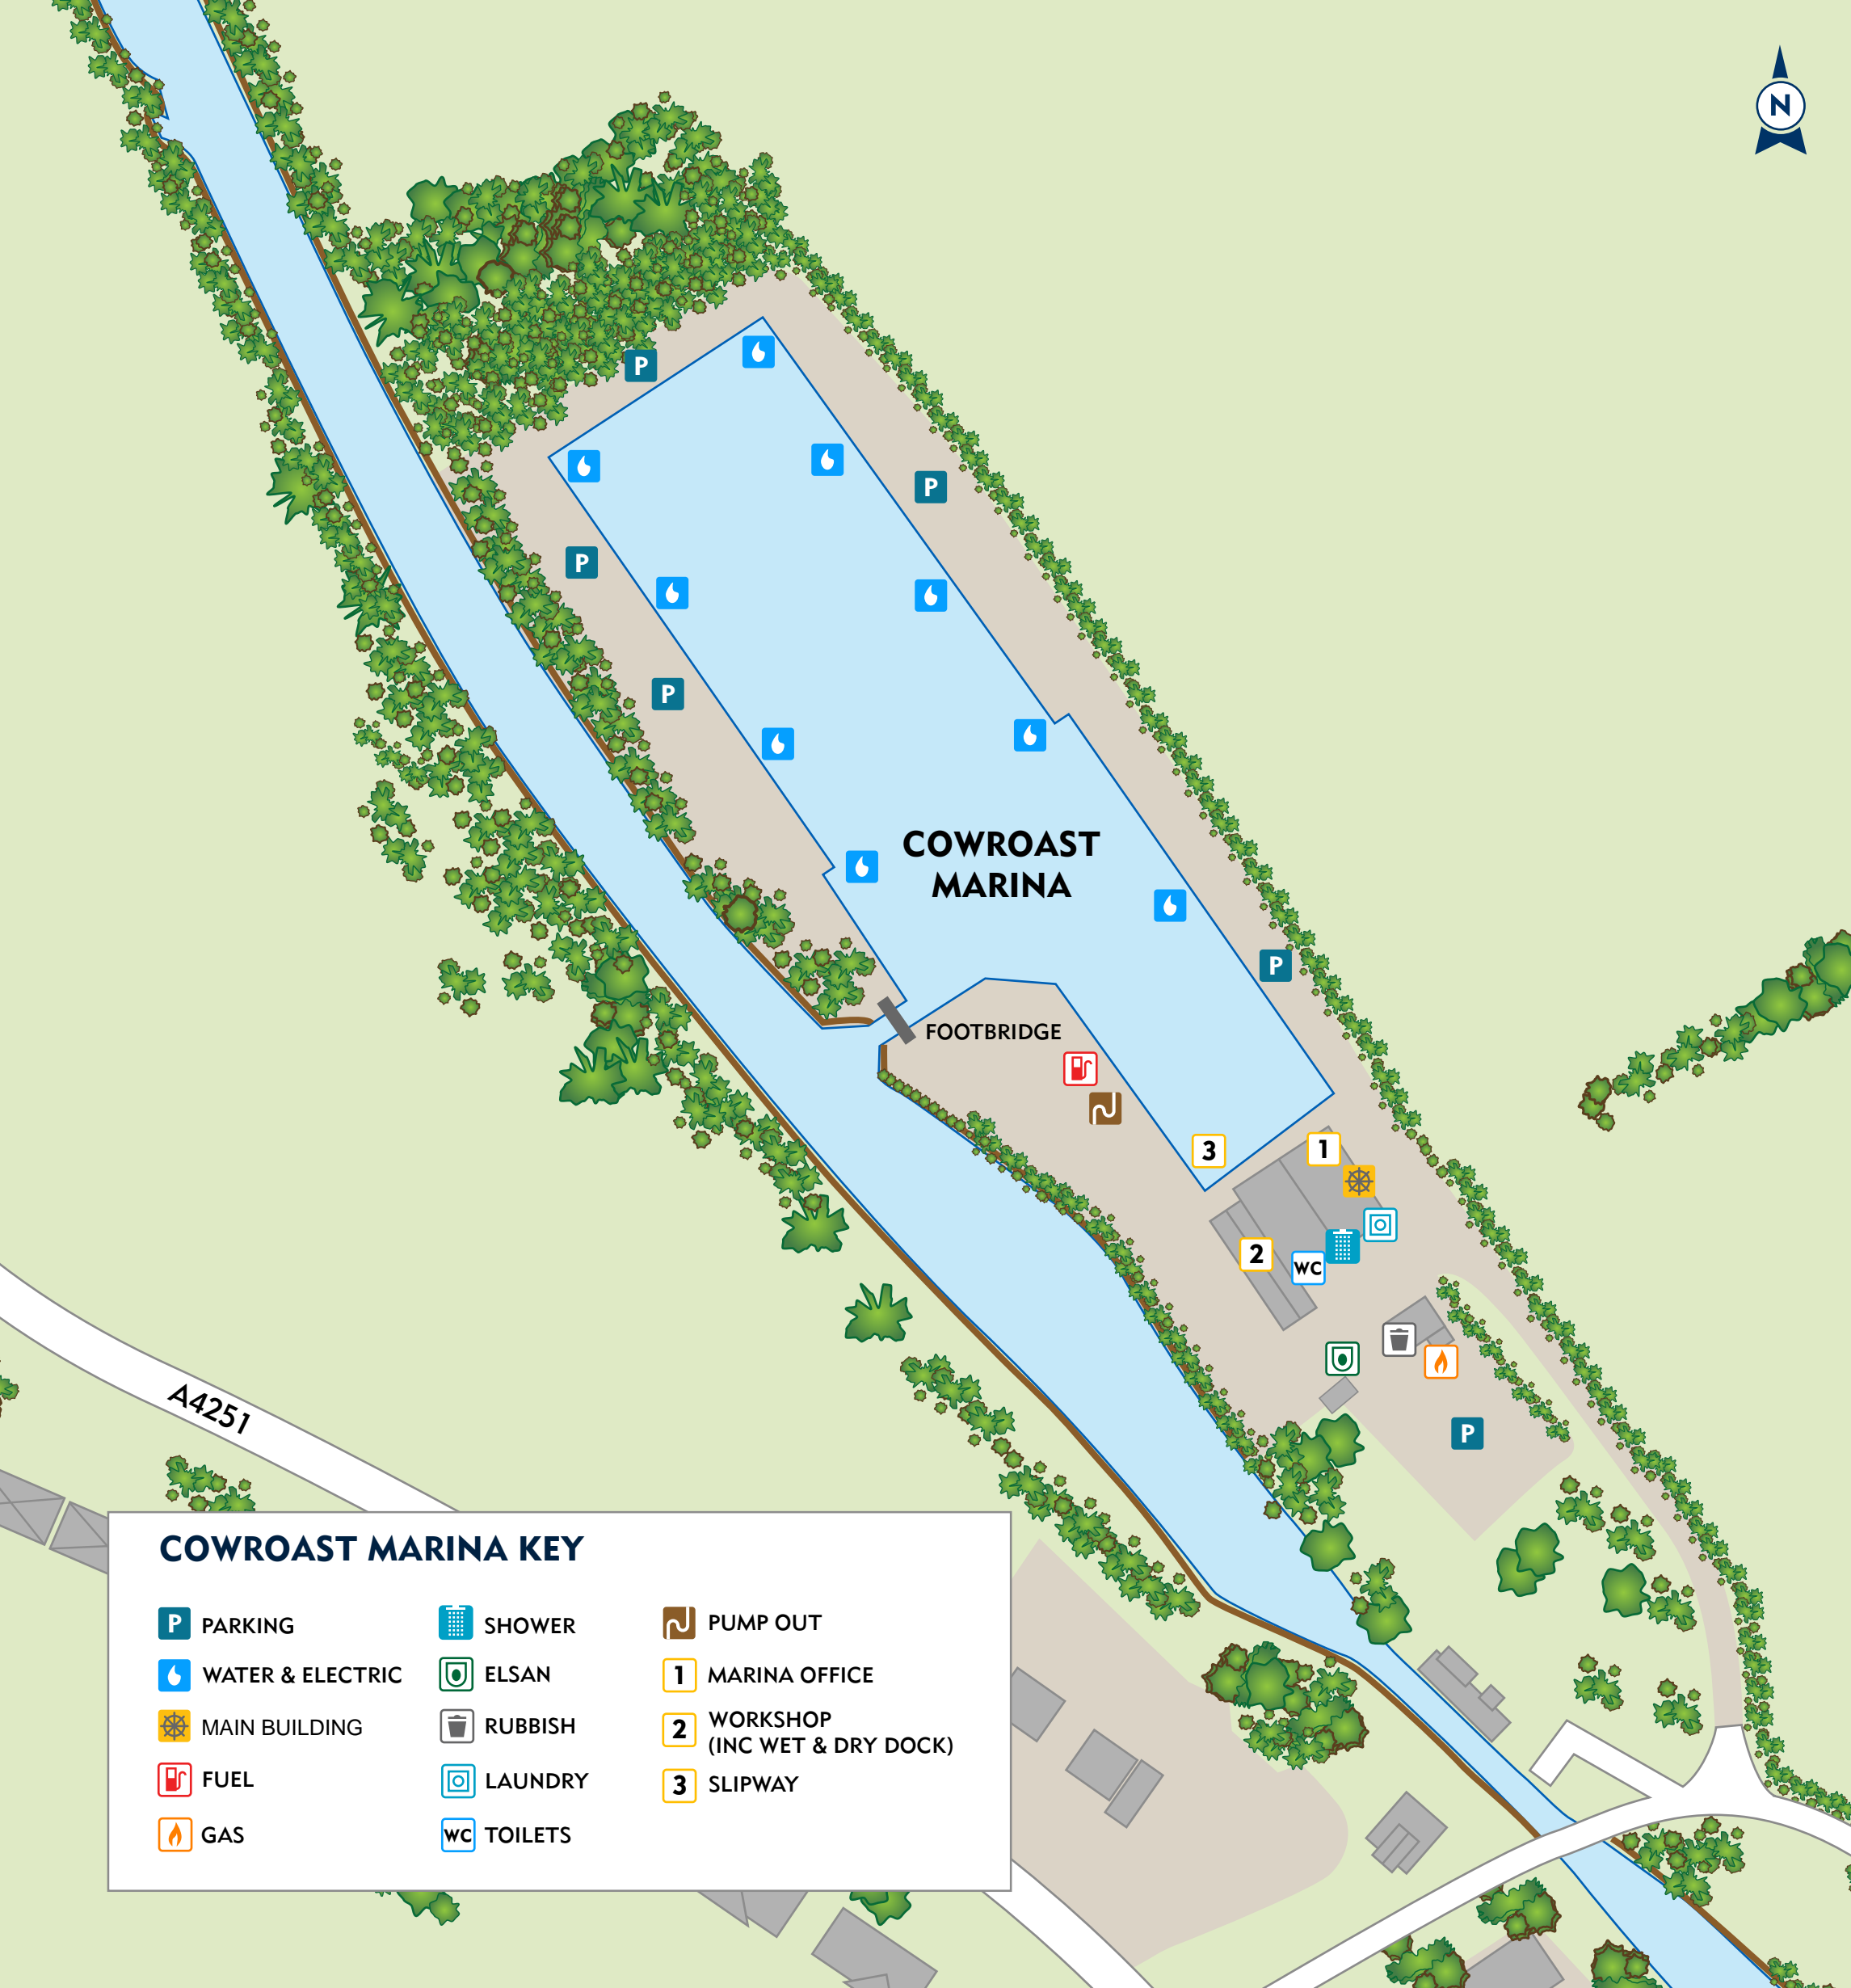 N
P
P
P
P
COWROAST
MARINA
P
FOOTBRIDGE
3
1
2
WC
P
A4251
COWROAST MARINA KEY
P PARKING
WATER & ELECTRIC
MAIN BUILDING
FUEL
GAS
SHOWER
ELSAN
RUBBISH
LAUNDRY
WC TOILETS
PUMP OUT
1 MARINA OFFICE
2 WORKSHOP
(INC WET & DRY DOCK)
3 SLIPWAY